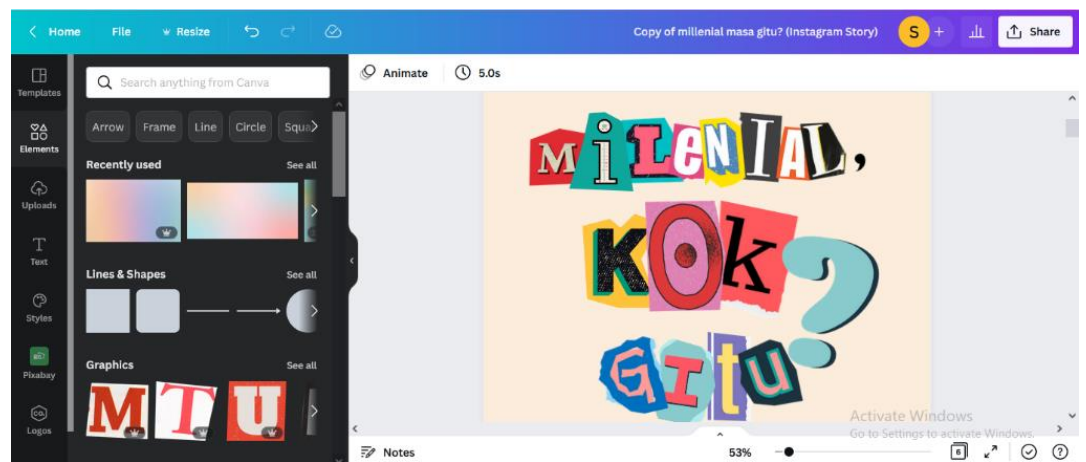 Home File Resize Copy of millenial masa gitu? (Instagram Story) S + Share
Templates
Elements
Uploads
Text
Styles
Pixabay
CO.
Logos
Search anything from Canva
Arrow Frame Line Circle Squa
Recently used See all
Lines & Shapes See all
Graphics See all
M T U
Animate 5.0s
MiLENIAL,
KOk?
GItU
Activate Windows
Go to Settings to activate Windows.
Notes 53% 6 ?